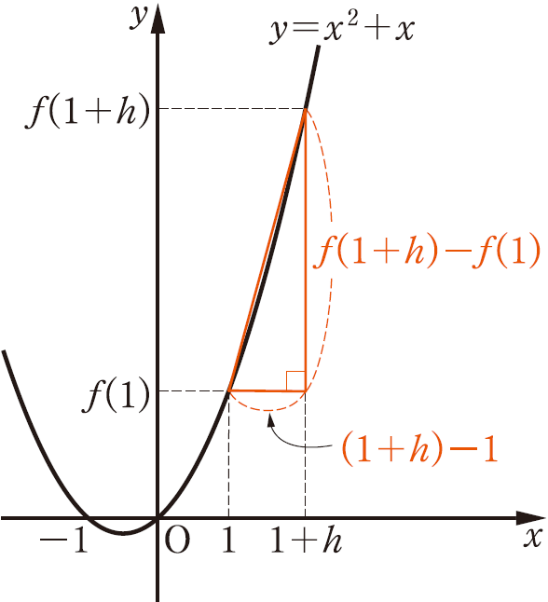 y
y=x²+x
f(1+h)
f(1+h)−f(1)
f(1)
(1+h)−1
−1
O
1
1+h
x